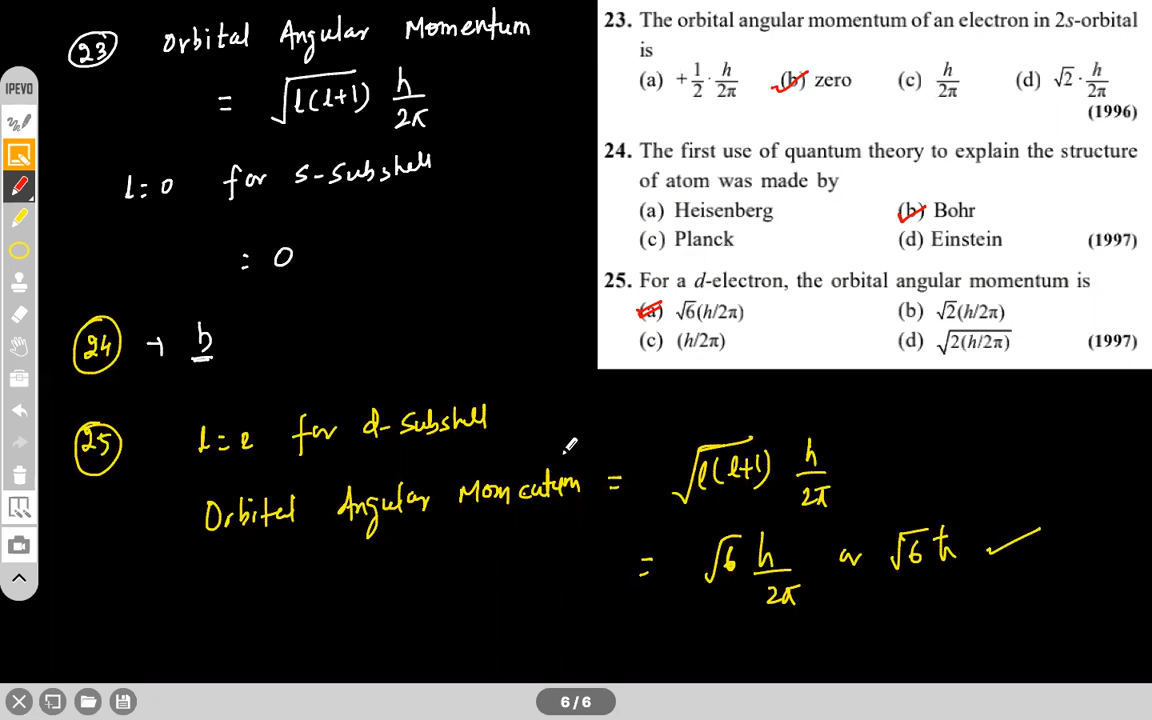 IPEVO
23 Orbital Angular Momentum
= √l(l+1) h/2π
l=0 for s-subshell
= 0
24 → b
25 l=2 for d-subshell
Orbital Angular Momentum = √l(l+1) h/2π
= √6 h/2π or √6 ħ ✓
23. The orbital angular momentum of an electron in 2s-orbital
is
(a) +1/2 · h/2π (b) zero (c) h/2π (d) √2 · h/2π
(1996)
24. The first use of quantum theory to explain the structure
of atom was made by
(a) Heisenberg (b) Bohr
(c) Planck (d) Einstein (1997)
25. For a d-electron, the orbital angular momentum is
(a) √6(h/2π) (b) √2(h/2π)
(c) (h/2π) (d) √2(h/2π) (1997)
6/6